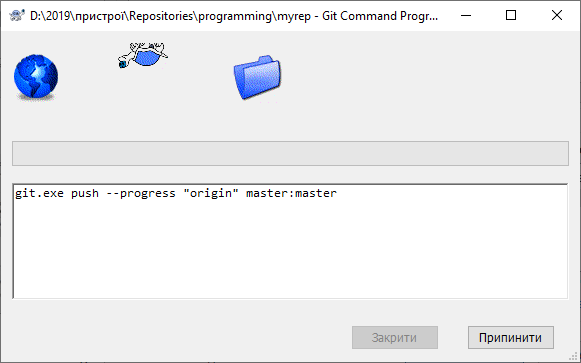 D:\2019\пристрої\Repositories\programming\myrep - Git Command Progr...
git.exe push --progress "origin" master:master
Закрити
Припинити